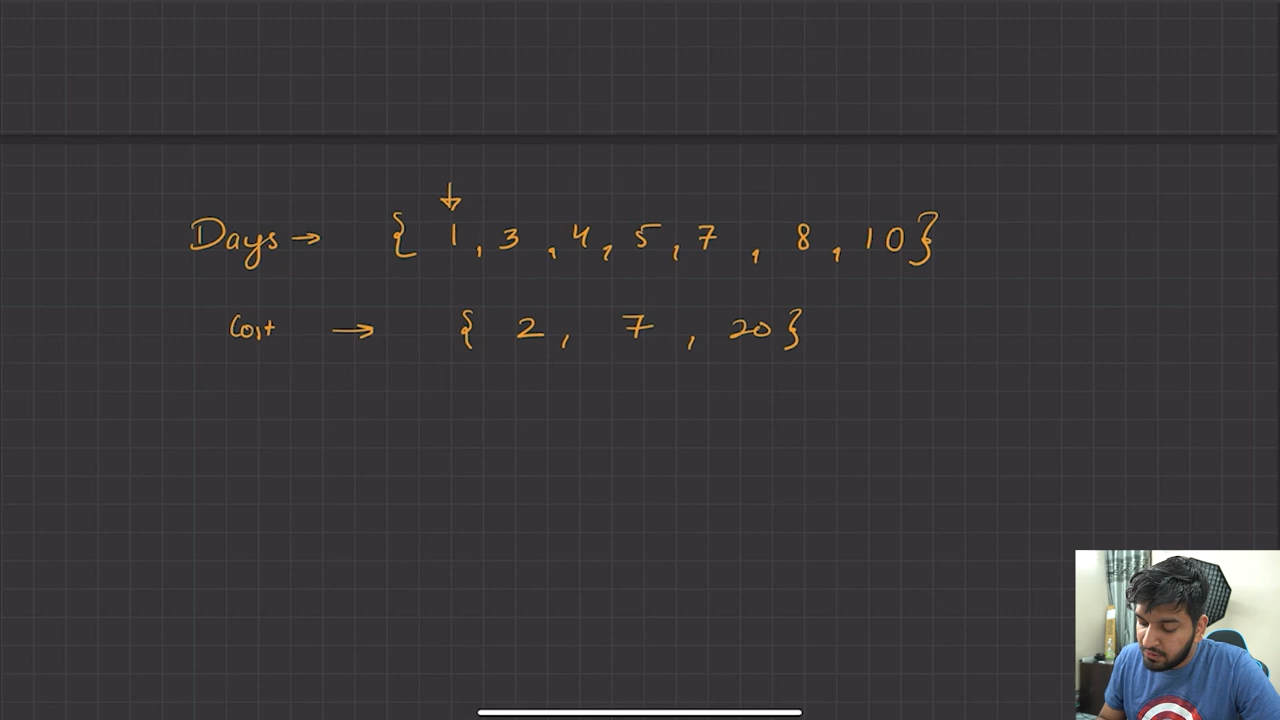 Days → { 1 , 3 , 4 , 5 , 7 , 8 , 10 }
Cost → { 2 , 7 , 20 }